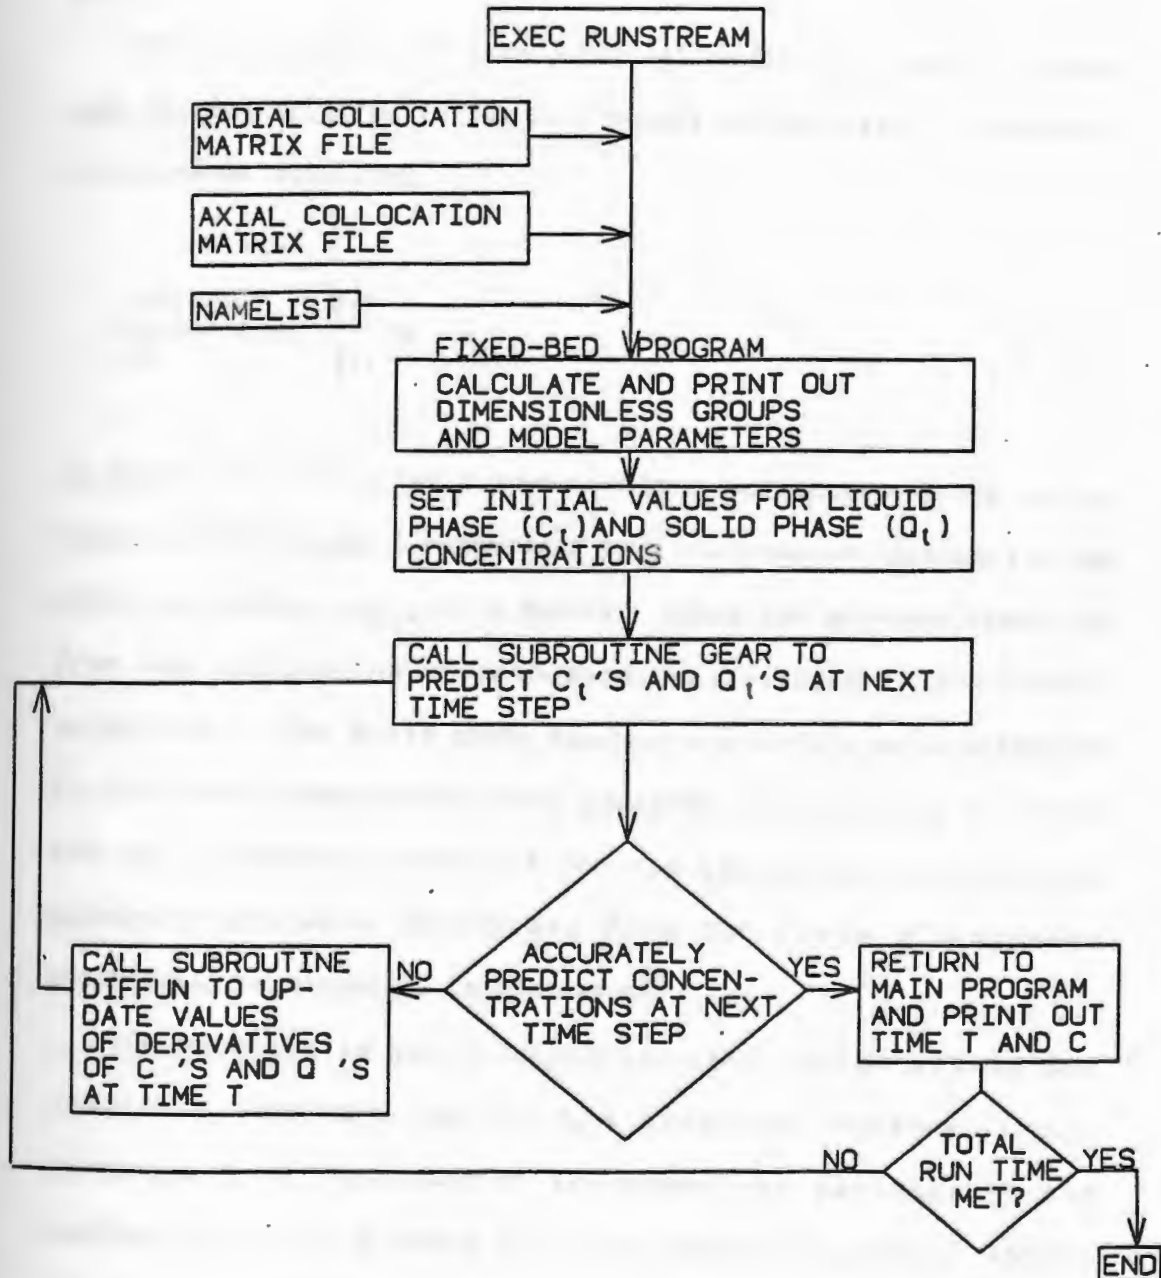 EXEC RUNSTREAM
RADIAL COLLOCATION
MATRIX FILE
AXIAL COLLOCATION
MATRIX FILE
NAMELIST
FIXED-BED PROGRAM
CALCULATE AND PRINT OUT
DIMENSIONLESS GROUPS
AND MODEL PARAMETERS
SET INITIAL VALUES FOR LIQUID
PHASE (Cᵢ) AND SOLID PHASE (Qᵢ)
CONCENTRATIONS
CALL SUBROUTINE GEAR TO
PREDICT Cᵢ'S AND Qᵢ'S AT NEXT
TIME STEP
ACCURATELY
PREDICT CONCEN-
TRATIONS AT NEXT
TIME STEP
NO
YES
CALL SUBROUTINE
DIFFUN TO UP-
DATE VALUES
OF DERIVATIVES
OF C 'S AND Q 'S
AT TIME T
RETURN TO
MAIN PROGRAM
AND PRINT OUT
TIME T AND C
TOTAL
RUN TIME
MET?
NO
YES
END